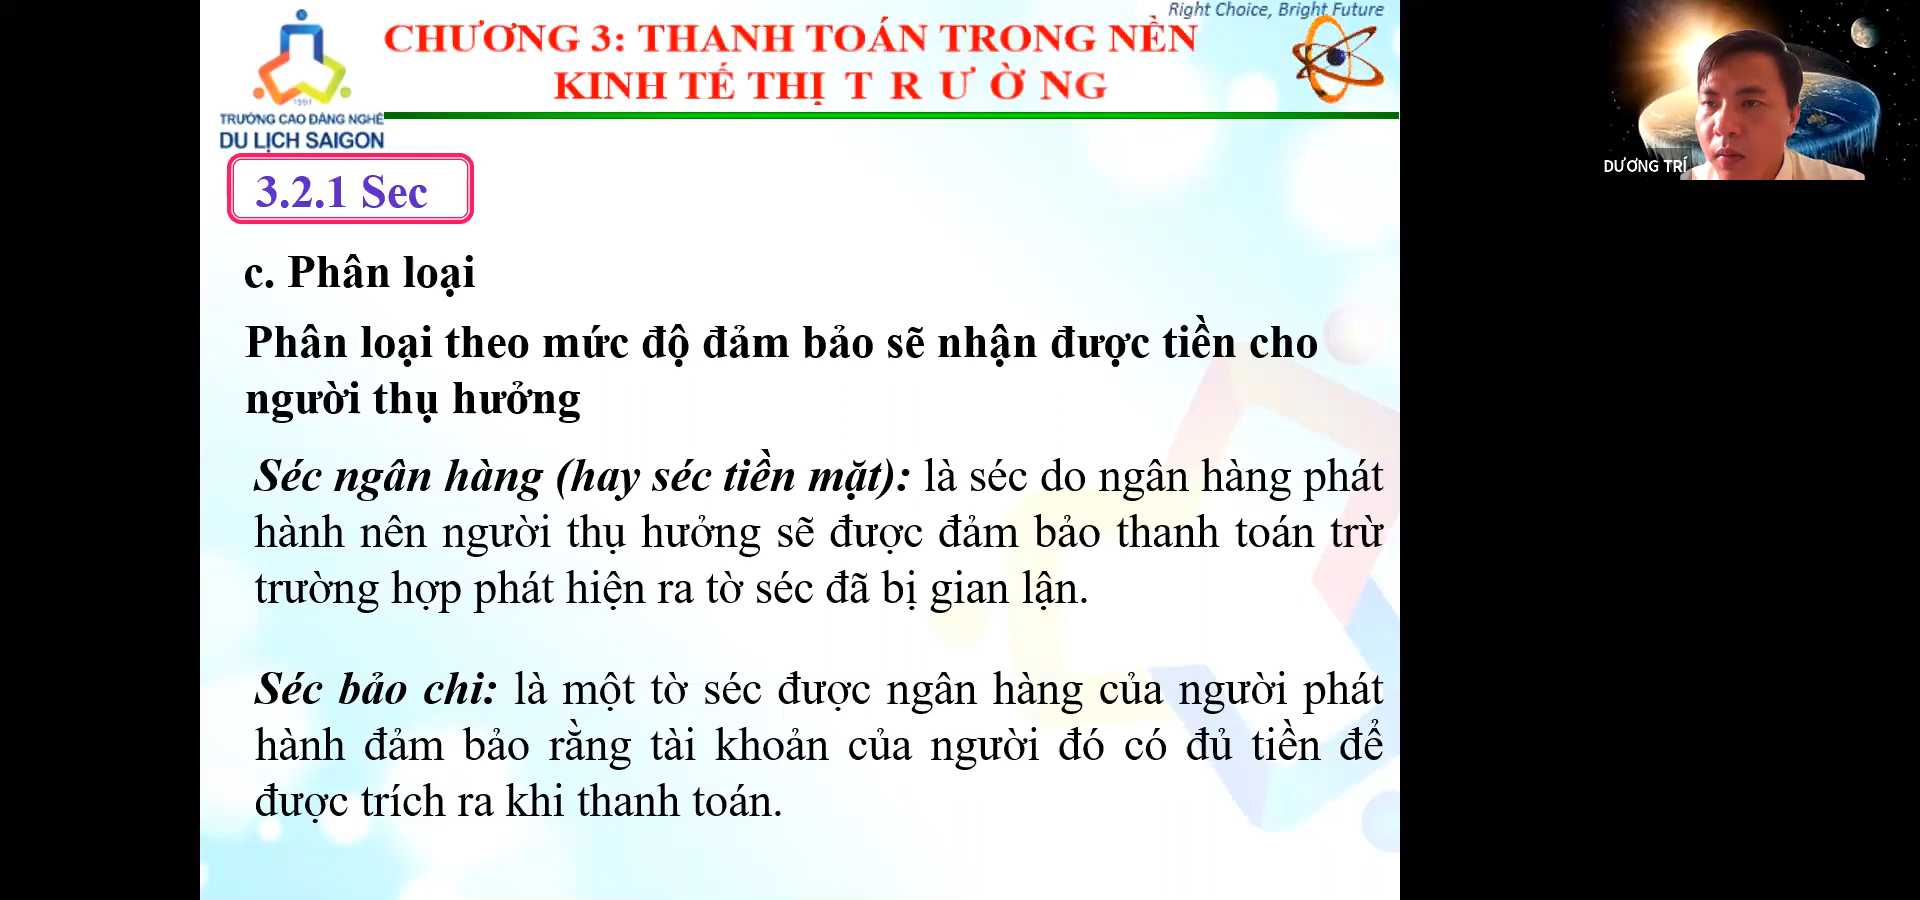 Right Choice, Bright Future
CHƯƠNG 3: THANH TOÁN TRONG NỀN
KINH TẾ THỊ T R Ư Ờ NG
1991
TRƯỜNG CAO ĐẲNG NGHỀ
DU LỊCH SAIGON
DƯƠNG TRÍ
3.2.1 Sec
c. Phân loại
Phân loại theo mức độ đảm bảo sẽ nhận được tiền cho
người thụ hưởng
Séc ngân hàng (hay séc tiền mặt): là séc do ngân hàng phát
hành nên người thụ hưởng sẽ được đảm bảo thanh toán trừ
trường hợp phát hiện ra tờ séc đã bị gian lận.
Séc bảo chi: là một tờ séc được ngân hàng của người phát
hành đảm bảo rằng tài khoản của người đó có đủ tiền để
được trích ra khi thanh toán.